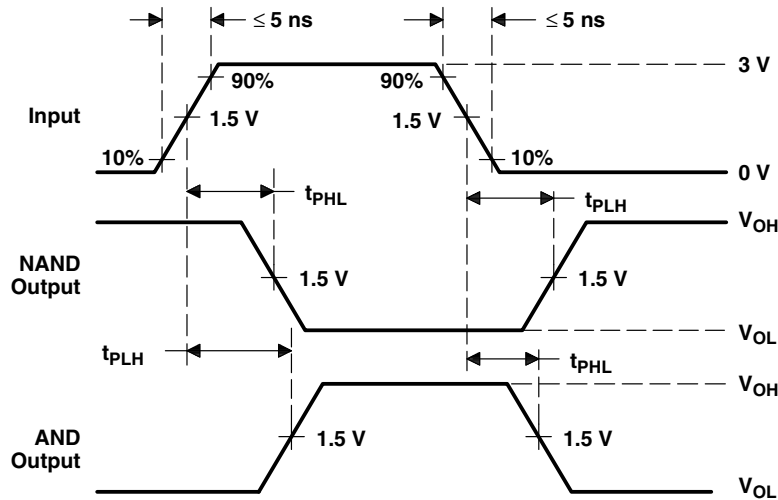 ≤ 5 ns ≤ 5 ns
3 V
90% 90%
Input 1.5 V 1.5 V
10% 10%
0 V
tPHL tPLH
VOH
NAND
Output
1.5 V 1.5 V
VOL
tPLH tPHL
VOH
AND
Output
1.5 V 1.5 V
VOL